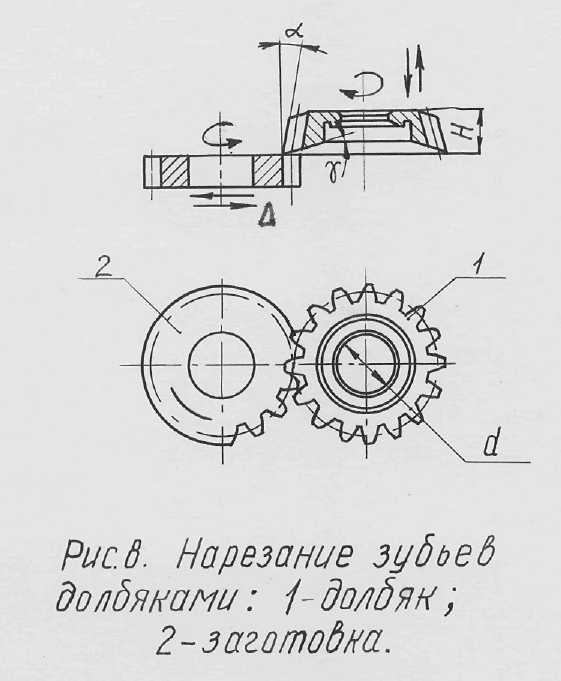 α
H
γ
Δ
2
1
d
Рис.8. Нарезание зубьев
долбяками: 1-долбяк;
2-заготовка.